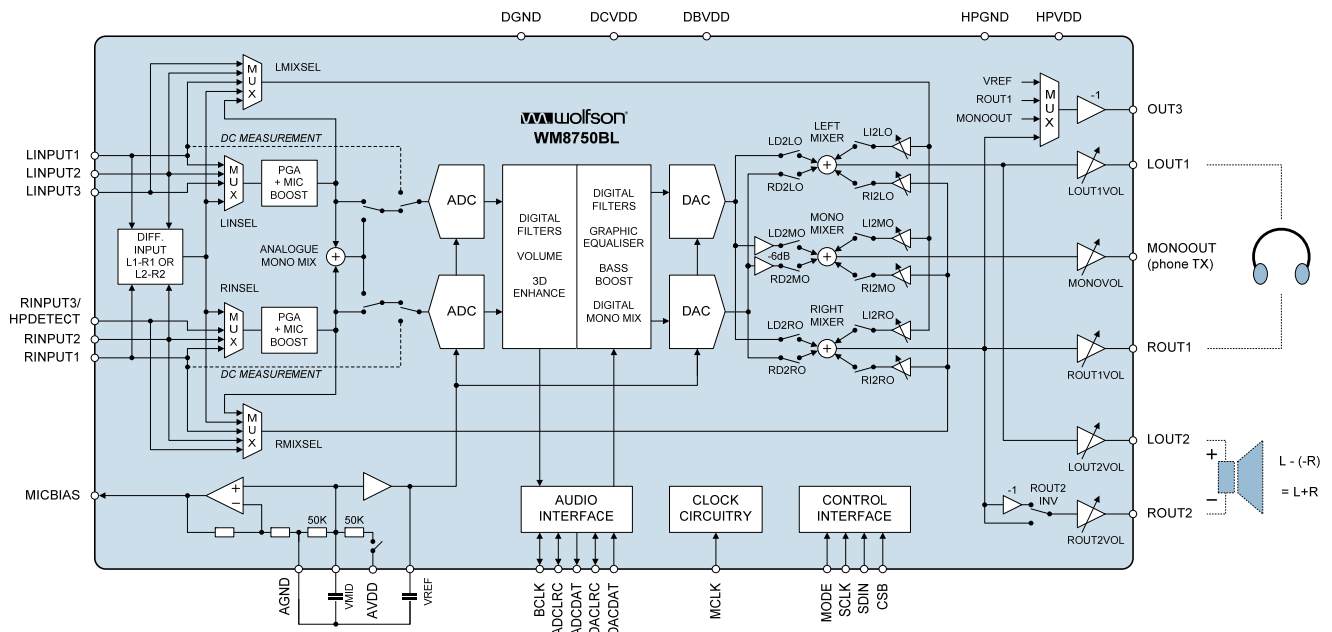 DGND
DCVDD
DBVDD
HPGND
HPVDD
MUX
LMIXSEL
VREF
ROUT1
MONOOUT
MUX
-1
OUT3
wolfson
WM8750BL
DC MEASUREMENT
LINPUT1
LINPUT2
LINPUT3
MUX
LINSEL
PGA
+ MIC
BOOST
ADC
DIGITAL
FILTERS
VOLUME
3D
ENHANCE
DIGITAL
FILTERS
GRAPHIC
EQUALISER
BASS
BOOST
DIGITAL
MONO MIX
DAC
LD2LO
RD2LO
LEFT
MIXER
+
LI2LO
RI2LO
LOUT1
LOUT1VOL
DIFF.
INPUT
L1-R1 OR
L2-R2
ANALOGUE
MONO MIX
+
LD2MO
-6dB
RD2MO
MONO
MIXER
+
LI2MO
RI2MO
MONOOUT
(phone TX)
MONOVOL
RINPUT3/
HPDETECT
RINPUT2
RINPUT1
RINSEL
MUX
PGA
+ MIC
BOOST
DC MEASUREMENT
ADC
DAC
LD2RO
RD2RO
RIGHT
MIXER
+
LI2RO
RI2RO
ROUT1
ROUT1VOL
MUX
RMIXSEL
LOUT2
LOUT2VOL
+
−
L - (-R)
= L+R
MICBIAS
+
−
50K
50K
AUDIO
INTERFACE
CLOCK
CIRCUITRY
CONTROL
INTERFACE
-1
ROUT2
INV
ROUT2
ROUT2VOL
AGND
VMID
AVDD
VREF
BCLK
ADCLRC
ADCDAT
DACLRC
DACDAT
MCLK
MODE
SCLK
SDIN
CSB